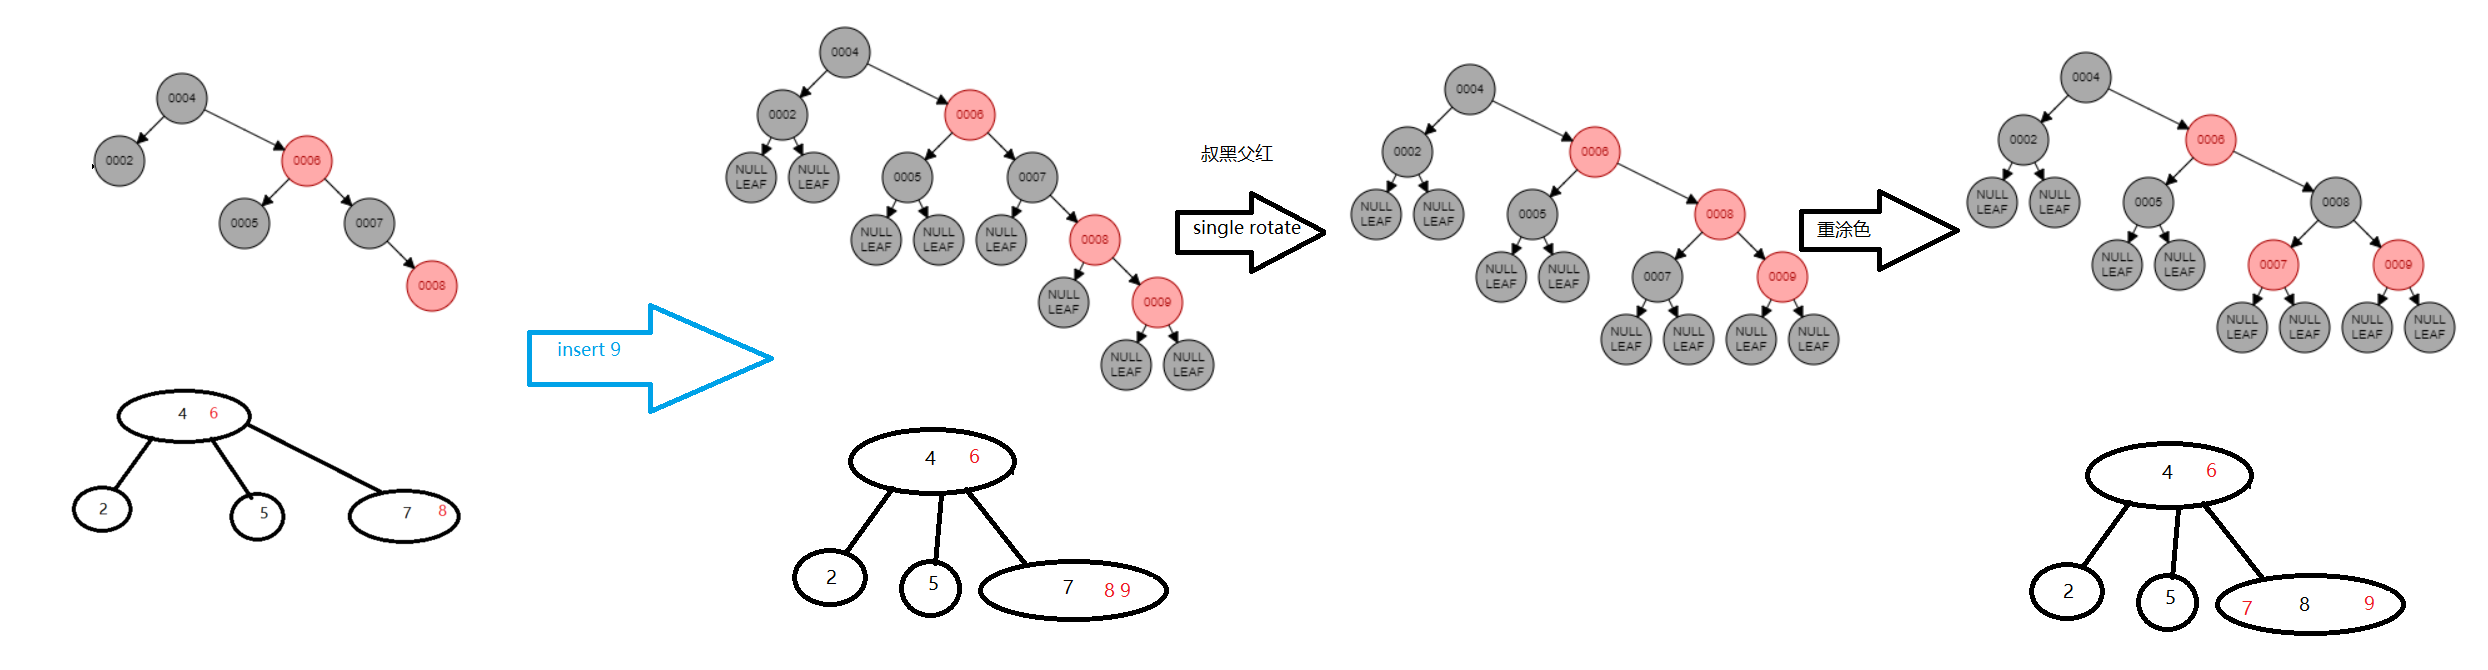 0004
0002
0006
0005
0007
0008
4 6
2
5
7 8
insert 9
0004
0002
0006
NULL LEAF
NULL LEAF
0005
0007
NULL LEAF
NULL LEAF
NULL LEAF
0008
NULL LEAF
0009
NULL LEAF
NULL LEAF
4 6
2
5
7 8 9
叔黑父红
single rotate
0004
0002
0006
NULL LEAF
NULL LEAF
0005
0008
NULL LEAF
NULL LEAF
0007
0009
NULL LEAF
NULL LEAF
NULL LEAF
NULL LEAF
重涂色
0004
0002
0006
NULL LEAF
NULL LEAF
0005
0008
NULL LEAF
NULL LEAF
0007
0009
NULL LEAF
NULL LEAF
NULL LEAF
NULL LEAF
4 6
2
5
7 8 9